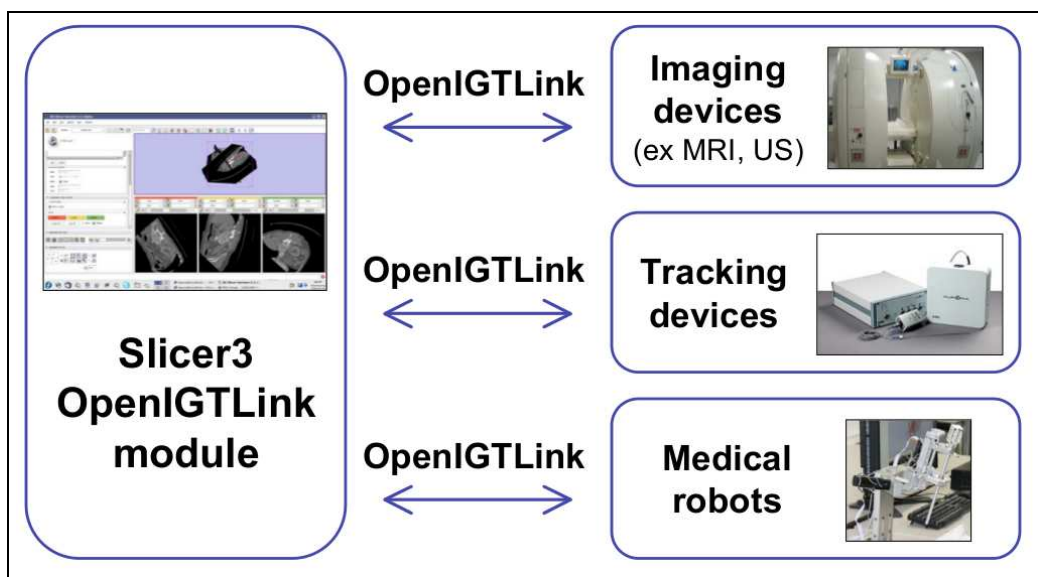 Slicer3
OpenIGTLink
module
OpenIGTLink
Imaging
devices
(ex MRI, US)
OpenIGTLink
Tracking
devices
OpenIGTLink
Medical
robots